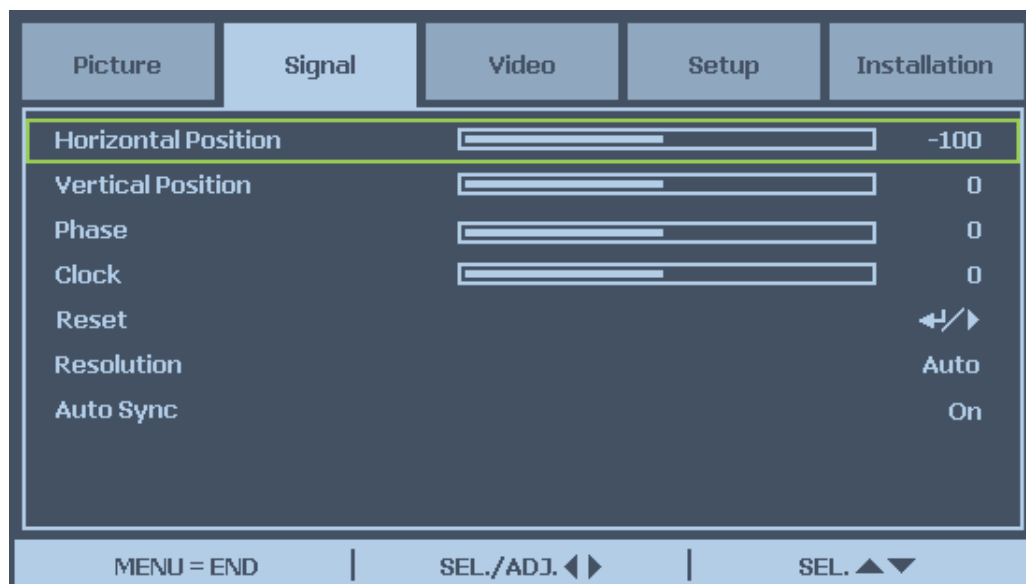 Picture Signal Video Setup Installation
Horizontal Position -100
Vertical Position 0
Phase 0
Clock 0
Reset
Resolution Auto
Auto Sync On
MENU = END SEL./ADJ. SEL.